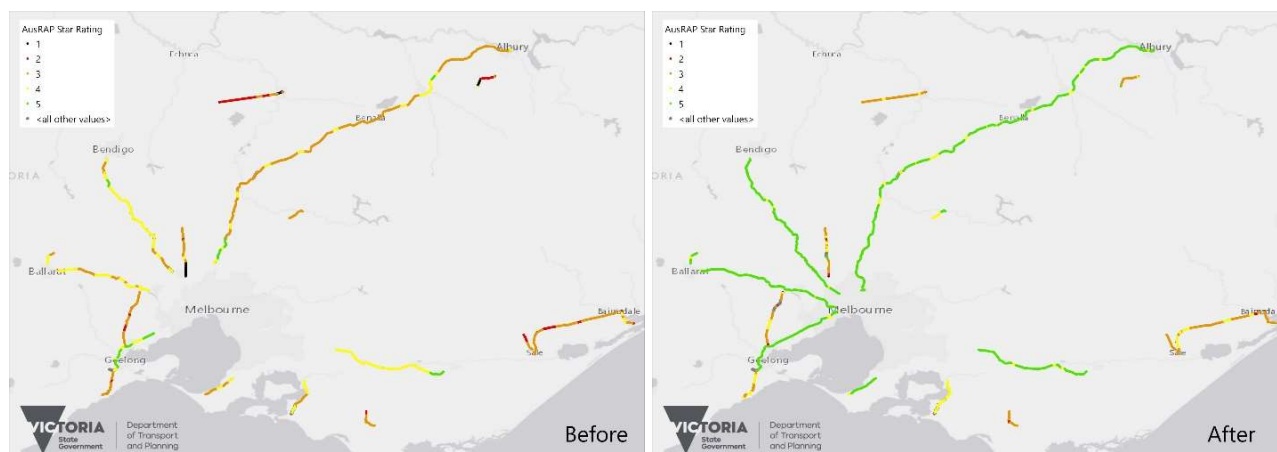 AusRAP Star Rating
1
2
3
4
5
<all other values>
Echuca
Albury
Benalla
Bendigo
TORIA
Ballarat
Melbourne
Geelong
Bairnsdale
Sale
VICTORIA
State
Government
Department
of Transport
and Planning
Before
AusRAP Star Rating
1
2
3
4
5
<all other values>
Echuca
Albury
Benalla
Bendigo
TORIA
Ballarat
Melbourne
Geelong
Bairnsdale
Sale
VICTORIA
State
Government
Department
of Transport
and Planning
After